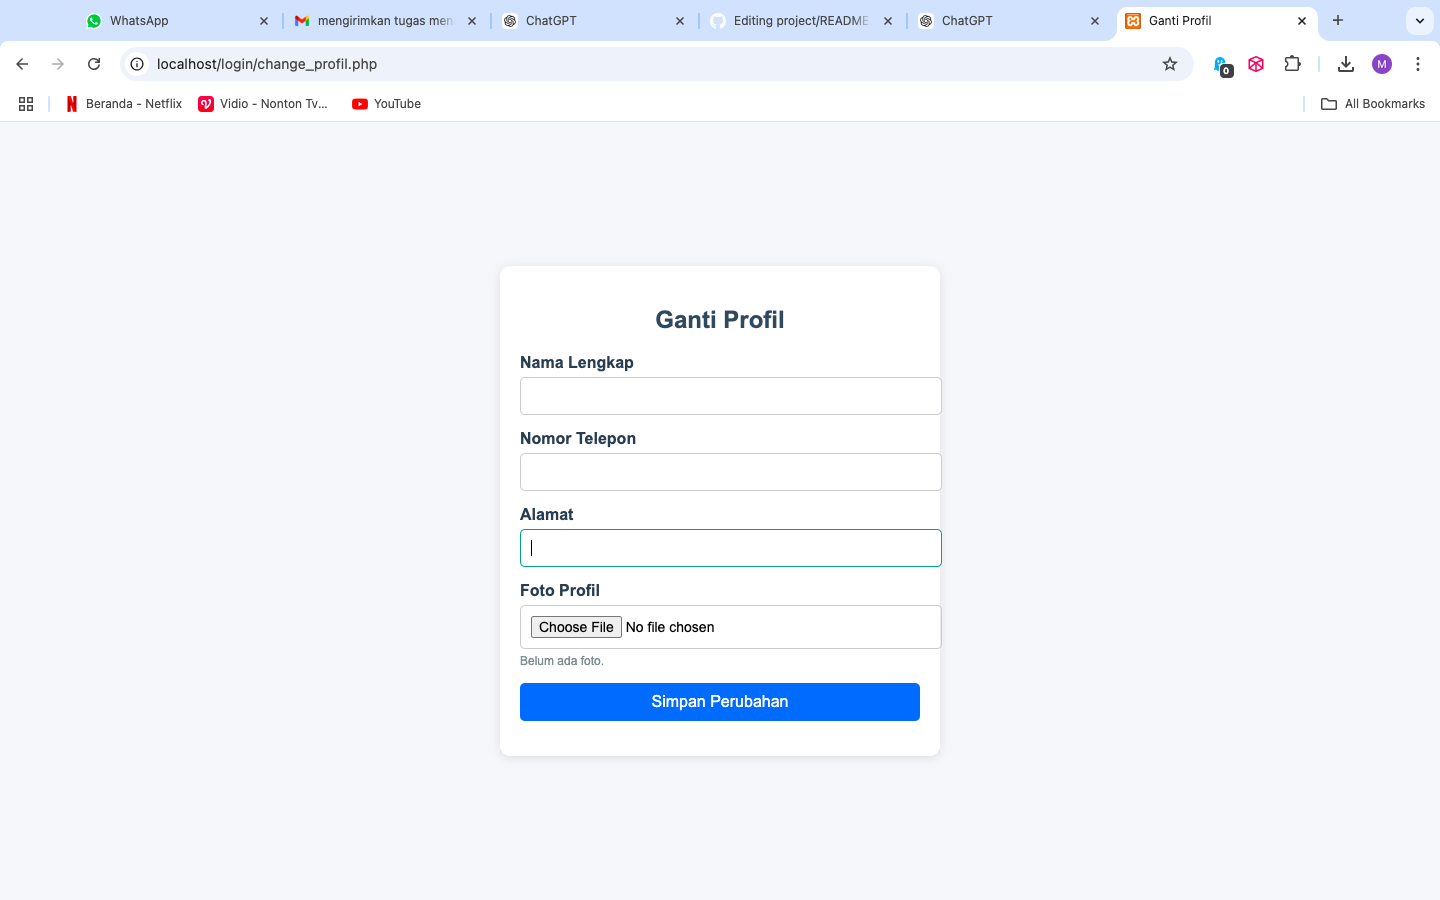 WhatsApp
mengirimkan tugas men
ChatGPT
Editing project/README
ChatGPT
Ganti Profil
localhost/login/change_profil.php
0
M
Beranda - Netflix
Vidio - Nonton Tv...
YouTube
All Bookmarks
Ganti Profil
Nama Lengkap
Nomor Telepon
Alamat
Foto Profil
Choose File No file chosen
Belum ada foto.
Simpan Perubahan